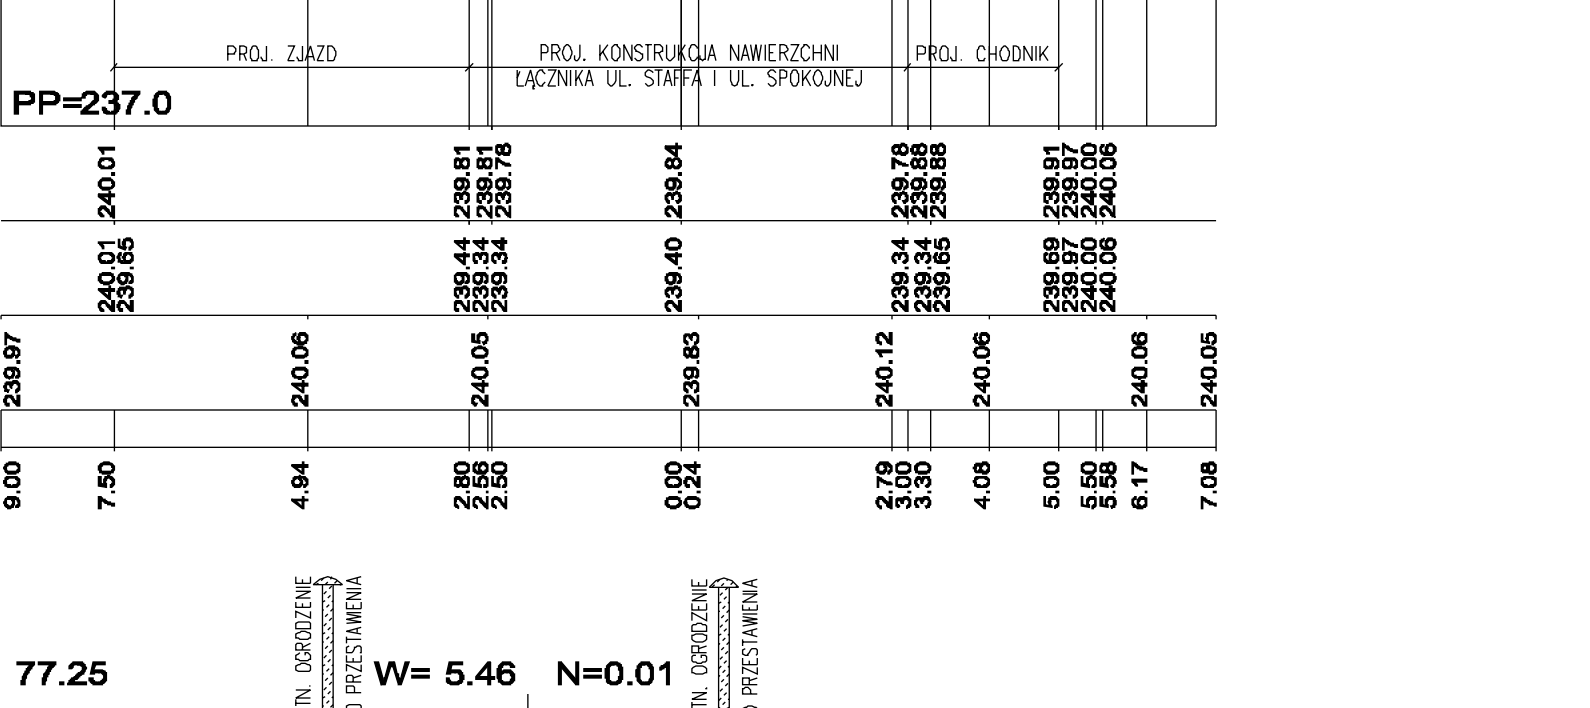 PROJ. ZJAZD
PROJ. KONSTRUKCJA NAWIERZCHNI
ŁĄCZNIKA UL. STAFFA I UL. SPOKOJNEJ
PROJ. CHODNIK
PP=237.0
240.01 239.81 239.81 239.78 239.84 239.78 239.88 239.88 239.91 239.97 240.00 240.06
240.01 239.65 239.44 239.34 239.34 239.40 239.34 239.34 239.65 239.69 239.97 240.00 240.06
239.97 240.06 240.05 239.83 240.12 240.06 240.06 240.05
9.00 7.50 4.94 2.80 2.56 2.50 0.00 0.24 2.79 3.00 3.30 4.08 5.00 5.50 5.58 6.17 7.08
TN. OGRODZENIE
O PRZESTAWIENIA
TN. OGRODZENIE
O PRZESTAWIENIA
77.25 W= 5.46 N=0.01